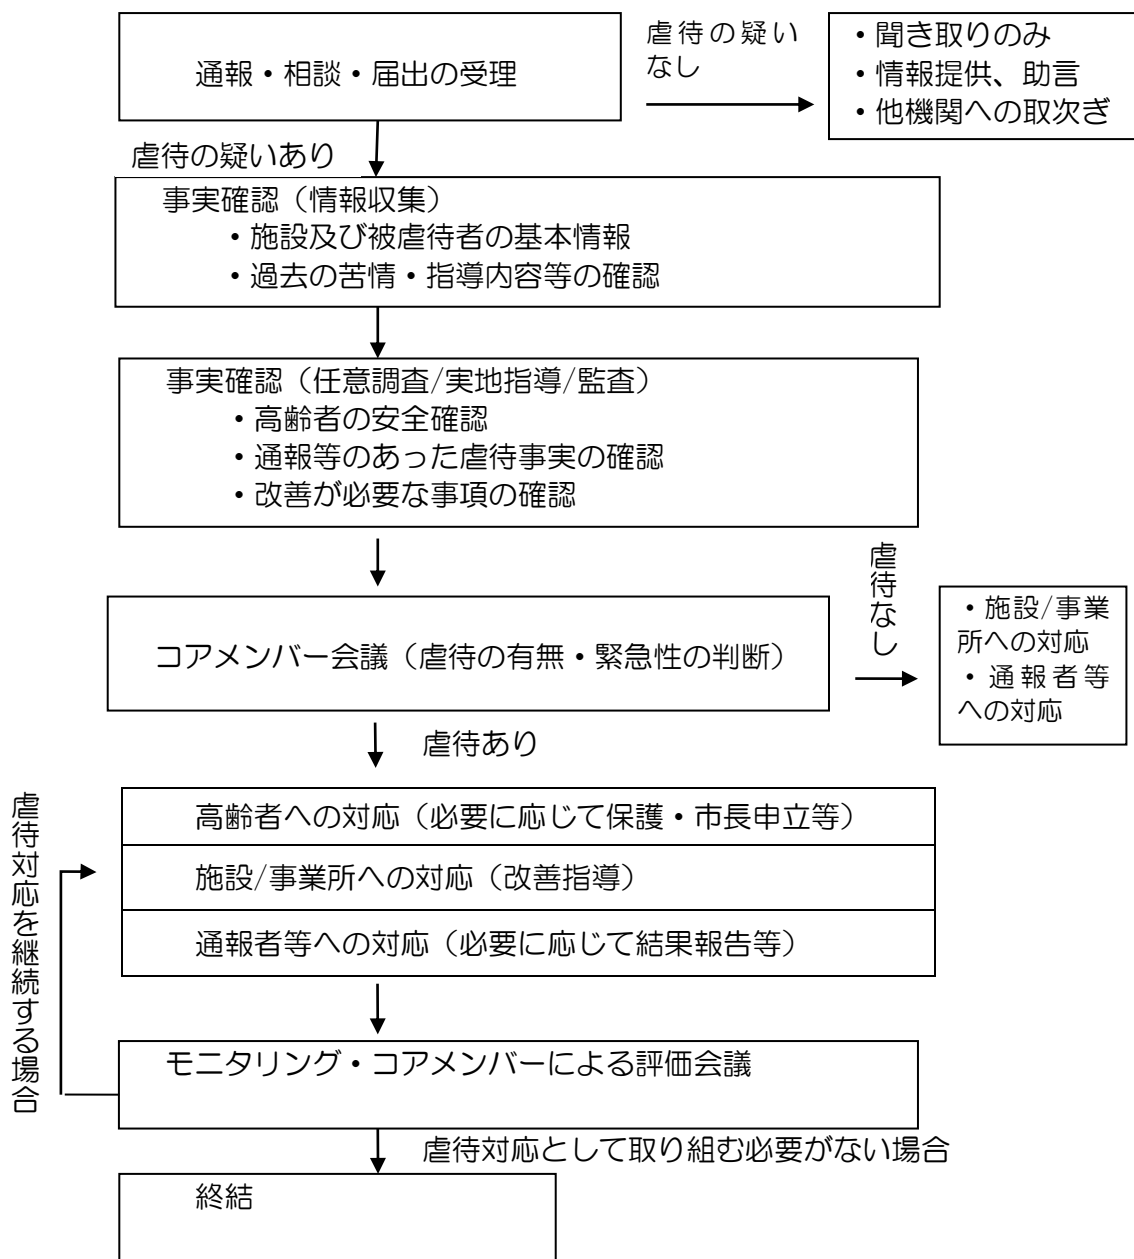 通報・相談・届出の受理
虐待の疑い
なし
・聞き取りのみ
・情報提供、助言
・他機関への取次ぎ
虐待の疑いあり
事実確認（情報収集）
・施設及び被虐待者の基本情報
・過去の苦情・指導内容等の確認
事実確認（任意調査/実地指導/監査）
・高齢者の安全確認
・通報等のあった虐待事実の確認
・改善が必要な事項の確認
コアメンバー会議（虐待の有無・緊急性の判断）
虐待なし
・施設/事業
所への対応
・通報者等
への対応
虐待あり
高齢者への対応（必要に応じて保護・市長申立等）
施設/事業所への対応（改善指導）
通報者等への対応（必要に応じて結果報告等）
虐待対応を継続する場合
モニタリング・コアメンバーによる評価会議
虐待対応として取り組む必要がない場合
終結